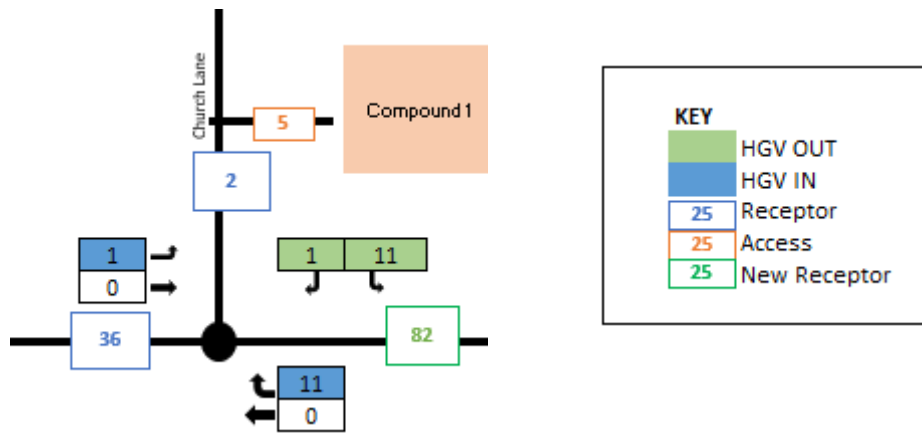 Church Lane
5
Compound 1
2
1
0
1 11
36
82
11
0
KEY
HGV OUT
HGV IN
25 Receptor
25 Access
25 New Receptor